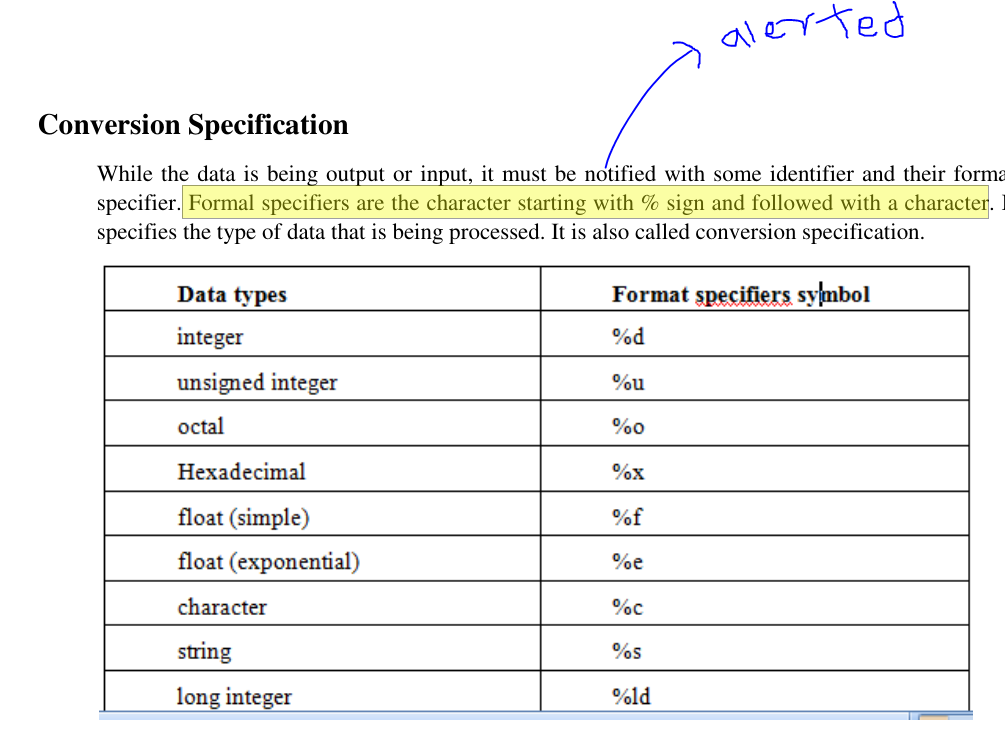 alerted
Conversion Specification
While the data is being output or input, it must be notified with some identifier and their forma
specifier. Formal specifiers are the character starting with % sign and followed with a character.
specifies the type of data that is being processed. It is also called conversion specification.
Data types Format specifiers symbol
integer %d
unsigned integer %u
octal %o
Hexadecimal %x
float (simple) %f
float (exponential) %e
character %c
string %s
long integer %ld